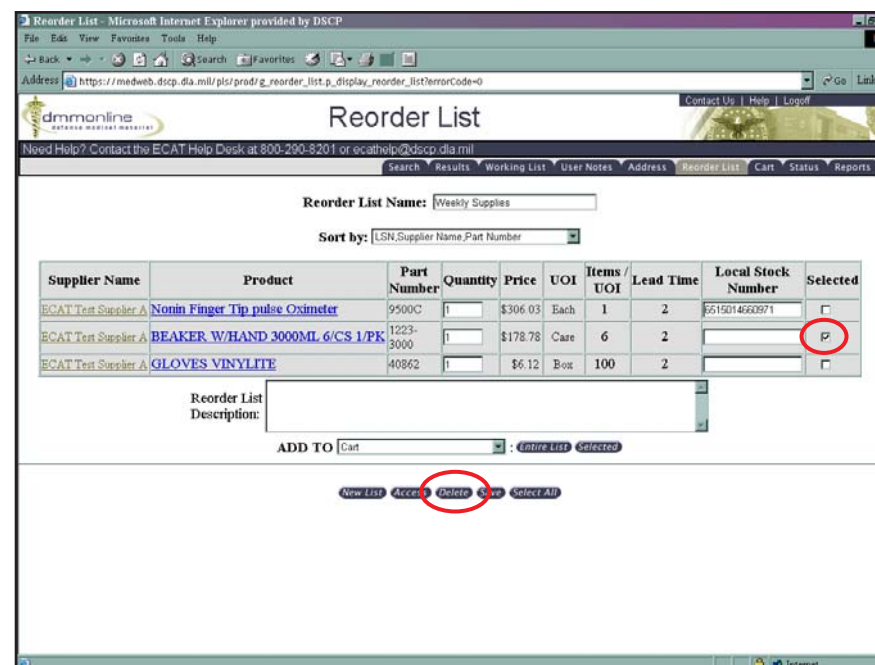 Reorder List - Microsoft Internet Explorer provided by DSCP
File Edit View Favorites Tools Help
Back Search Favorites
Address https://medweb.dscp.dla.mil/pls/prod/g_reorder_list.p_display_reorder_list?errorCode=0 Go Link
Contact Us | Help | Logoff
dmmonline
defense medical materiel
Reorder List
Need Help? Contact the ECAT Help Desk at 800-290-8201 or ecathelp@dscp.dla.mil
Search Results Working List User Notes Address Reorder List Cart Status Reports
Reorder List Name: Weekly Supplies
Sort by: LSN,Supplier Name,Part Number
Supplier Name Product Part Number Quantity Price UOI Items / UOI Lead Time Local Stock Number Selected
ECAT Test Supplier A Nonin Finger Tip pulse Oximeter 9500C 1 $306.03 Each 1 2 6515014660971
ECAT Test Supplier A BEAKER W/HAND 3000ML 6/CS 1/PK 1223-3000 1 $178.78 Case 6 2
ECAT Test Supplier A GLOVES VINYLITE 40862 1 $6.12 Box 100 2
Reorder List
Description:
ADD TO Cart : Entire List Selected
New List Access Delete Save Select All
Internet